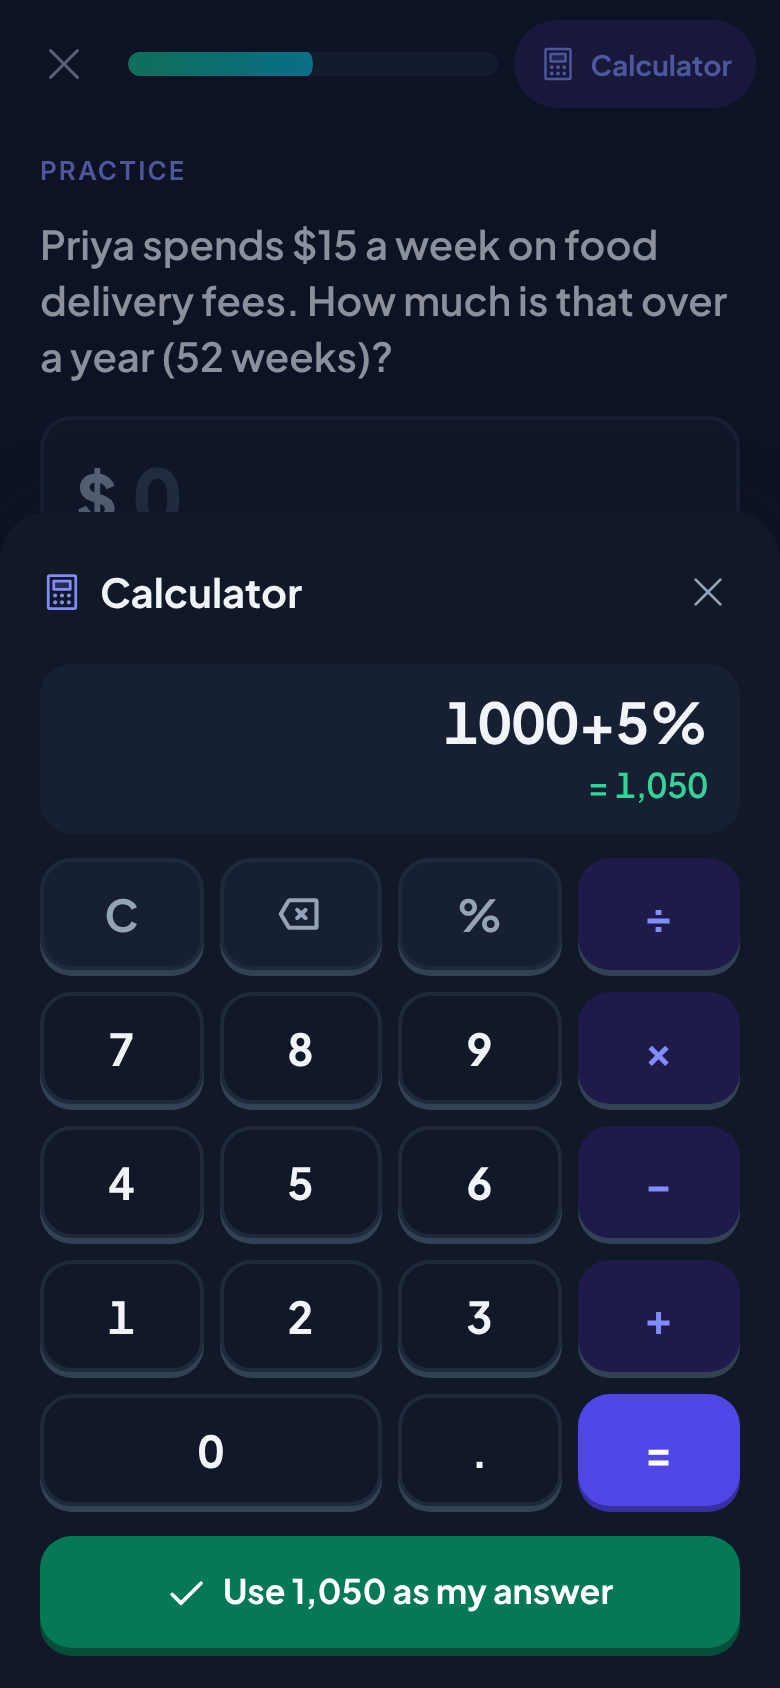 Calculator
PRACTICE
Priya spends $15 a week on food
delivery fees. How much is that over
a year (52 weeks)?
$ 0
Calculator
1000+5%
= 1,050
C % ÷
7 8 9 ×
4 5 6 −
1 2 3 +
0 . =
Use 1,050 as my answer